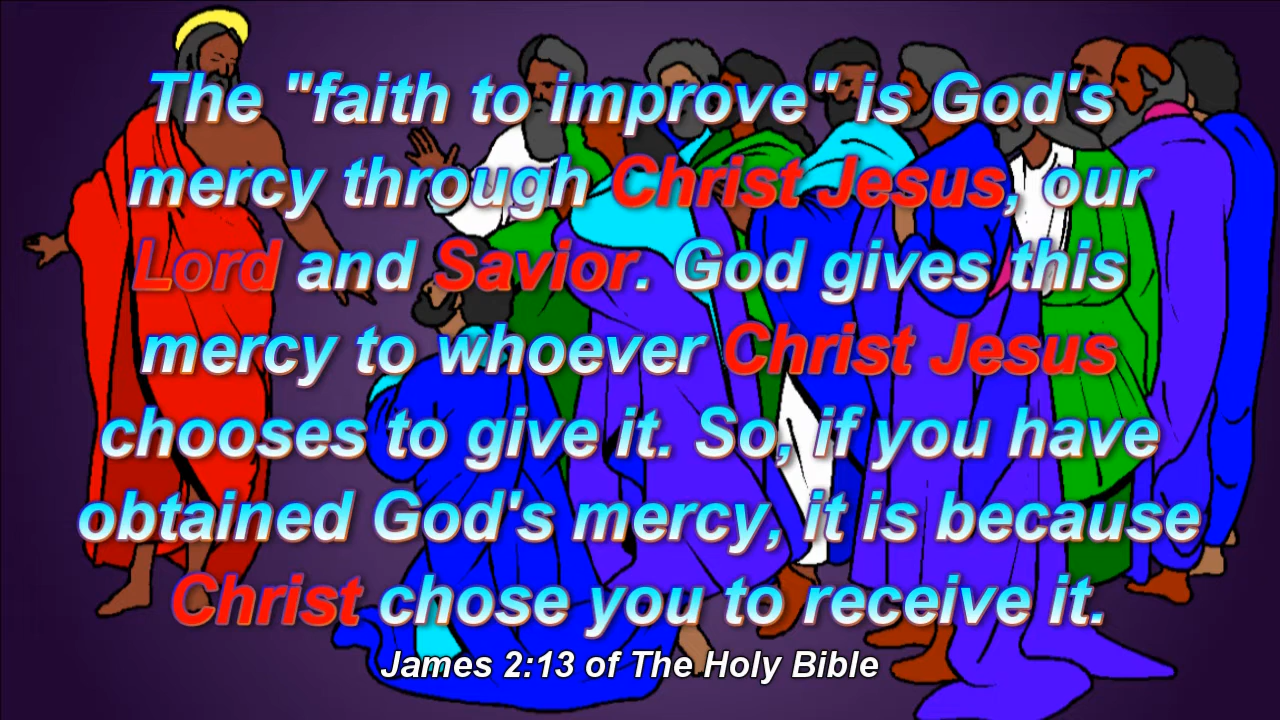 The "faith to improve" is God's
mercy through Christ Jesus, our
Lord and Savior. God gives this
mercy to whoever Christ Jesus
chooses to give it. So, if you have
obtained God's mercy, it is because
Christ chose you to receive it.
James 2:13 of The Holy Bible